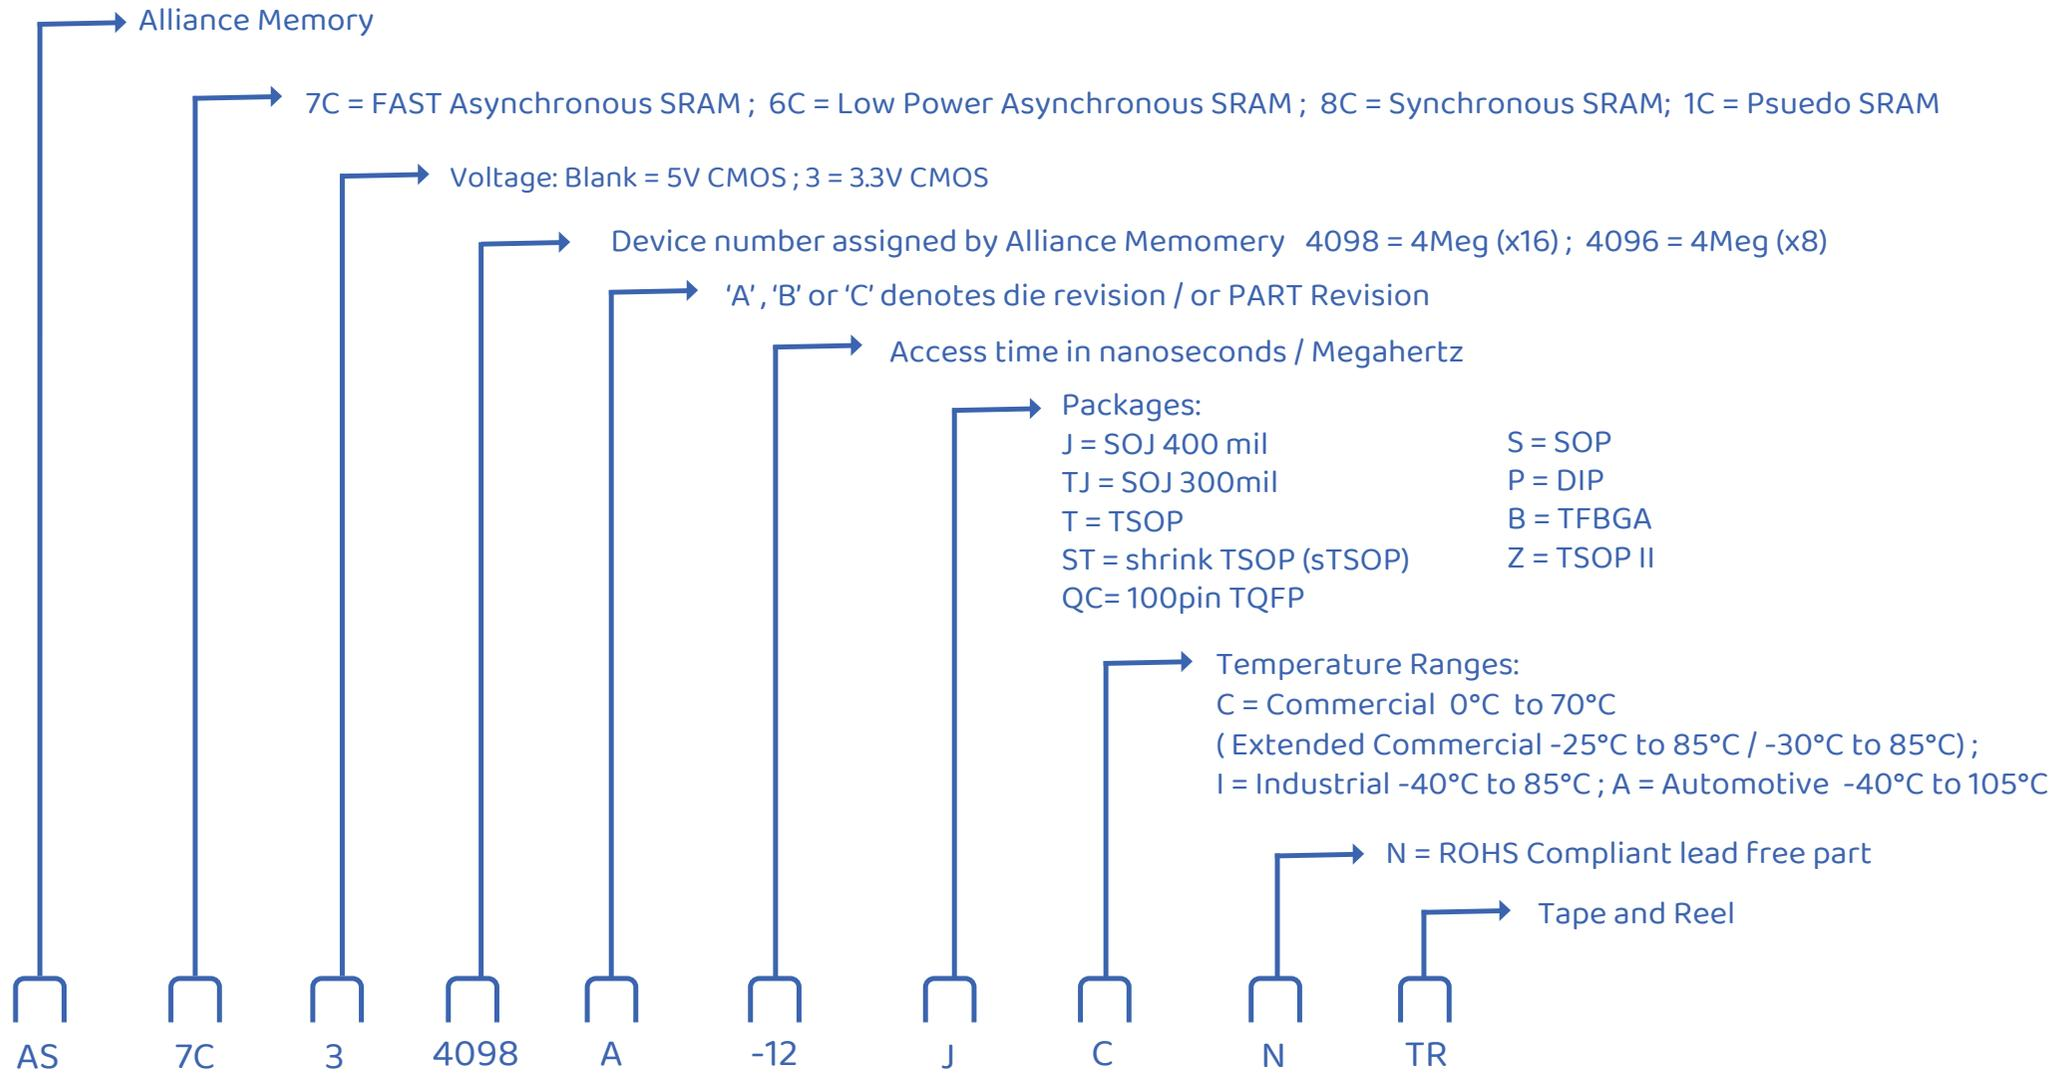 Alliance Memory
7C = FAST Asynchronous SRAM ; 6C = Low Power Asynchronous SRAM ; 8C = Synchronous SRAM; 1C = Psuedo SRAM
Voltage: Blank = 5V CMOS ; 3 = 3.3V CMOS
Device number assigned by Alliance Memomery 4098 = 4Meg (x16) ; 4096 = 4Meg (x8)
‘A’ , ‘B’ or ‘C’ denotes die revision / or PART Revision
Access time in nanoseconds / Megahertz
Packages:
J = SOJ 400 mil
TJ = SOJ 300mil
T = TSOP
ST = shrink TSOP (sTSOP)
QC= 100pin TQFP
S = SOP
P = DIP
B = TFBGA
Z = TSOP II
Temperature Ranges:
C = Commercial 0°C to 70°C
( Extended Commercial -25°C to 85°C / -30°C to 85°C) ;
I = Industrial -40°C to 85°C ; A = Automotive -40°C to 105°C
N = ROHS Compliant lead free part
Tape and Reel
AS 7C 3 4098 A -12 J C N TR